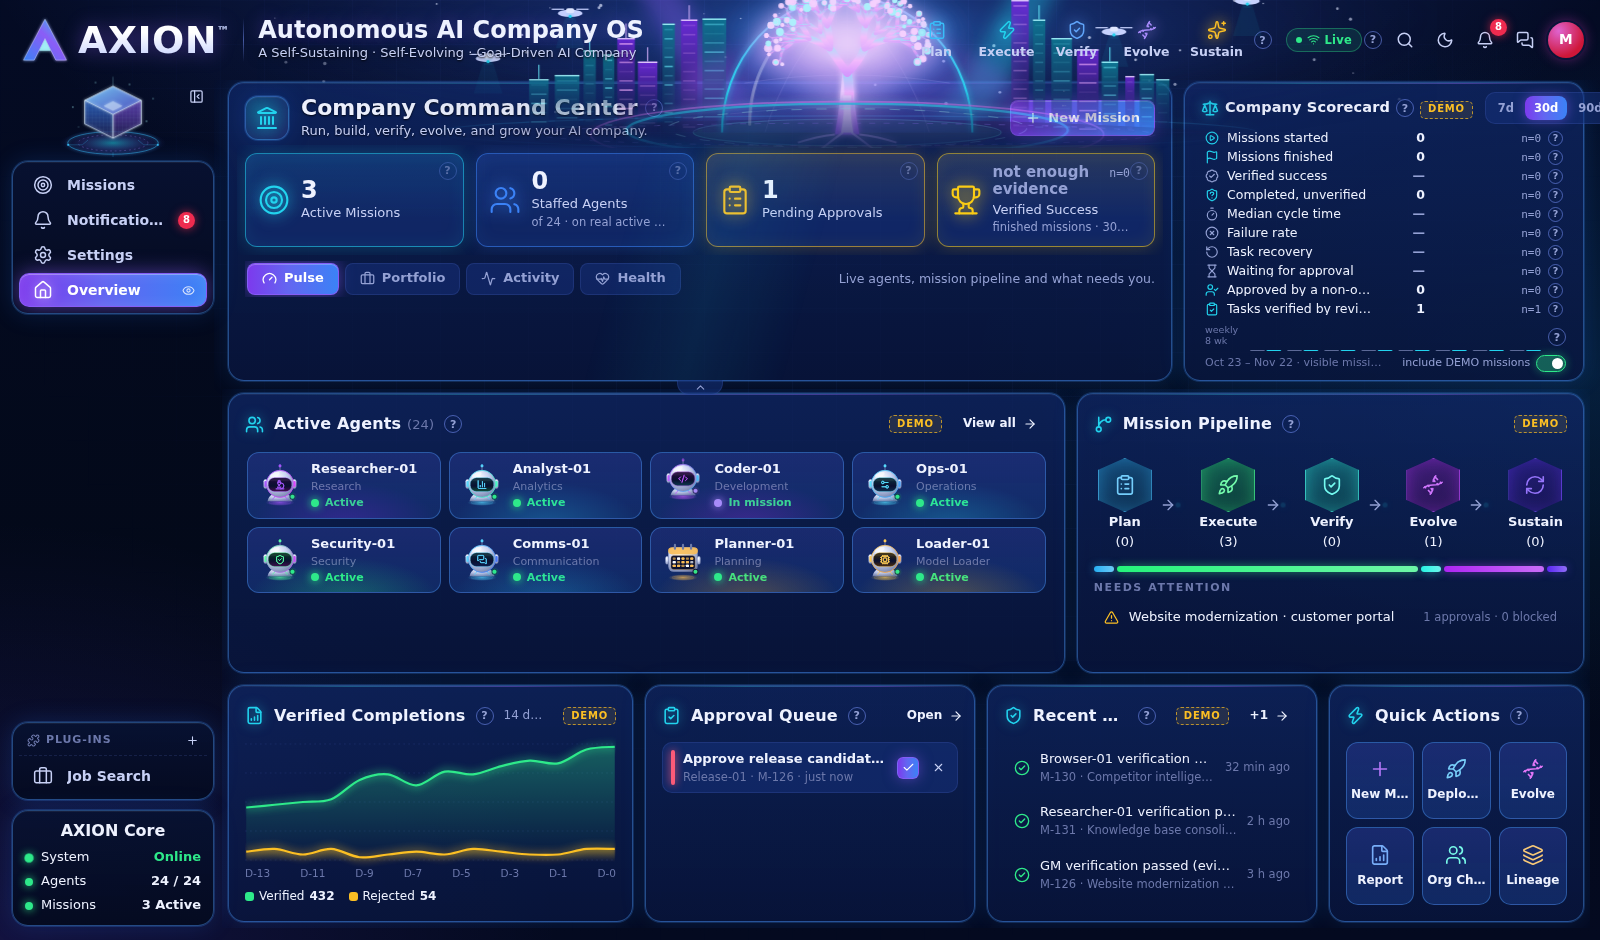 AXION™
Autonomous AI Company OS
A Self-Sustaining · Self-Evolving · Goal-Driven AI Company
Plan
Execute
Verify
Evolve
Sustain
?
Live
?
8
M
Missions
Notificatio…
8
Settings
Overview
PLUG-INS
+
Job Search
AXION Core
System Online
Agents 24 / 24
Missions 3 Active
Company Command Center ?
Run, build, verify, evolve, and grow your AI company.
+ New Mission
3
Active Missions
?
0
Staffed Agents
of 24 · on real active …
?
1
Pending Approvals
?
not enough evidence
n=0 ?
Verified Success
finished missions · 30…
Pulse
Portfolio
Activity
Health
Live agents, mission pipeline and what needs you.
Company Scorecard ? DEMO 7d 30d 90d
Missions started 0 n=0 ?
Missions finished 0 n=0 ?
Verified success — n=0 ?
Completed, unverified 0 n=0 ?
Median cycle time — n=0 ?
Failure rate — n=0 ?
Task recovery — n=0 ?
Waiting for approval — n=0 ?
Approved by a non-o… 0 n=0 ?
Tasks verified by revi… 1 n=1 ?
weekly
8 wk
?
Oct 23 – Nov 22 · visible missi… include DEMO missions
Active Agents (24) ? DEMO View all →
Researcher-01
Research
Active
Analyst-01
Analytics
Active
Coder-01
Development
In mission
Ops-01
Operations
Active
Security-01
Security
Active
Comms-01
Communication
Active
Planner-01
Planning
Active
Loader-01
Model Loader
Active
Mission Pipeline ? DEMO
Plan
(0)
Execute
(3)
Verify
(0)
Evolve
(1)
Sustain
(0)
NEEDS ATTENTION
Website modernization · customer portal 1 approvals · 0 blocked
Verified Completions ? 14 d… DEMO
D-13 D-11 D-9 D-7 D-5 D-3 D-1 D-0
Verified 432 Rejected 54
Approval Queue ? Open →
Approve release candidat…
Release-01 · M-126 · just now
Recent … ? DEMO +1 →
Browser-01 verification …
M-130 · Competitor intellige…
32 min ago
Researcher-01 verification p…
M-131 · Knowledge base consoli…
2 h ago
GM verification passed (evi…
M-126 · Website modernization …
3 h ago
Quick Actions ?
New M…
Deplo…
Evolve
Report
Org Ch…
Lineage